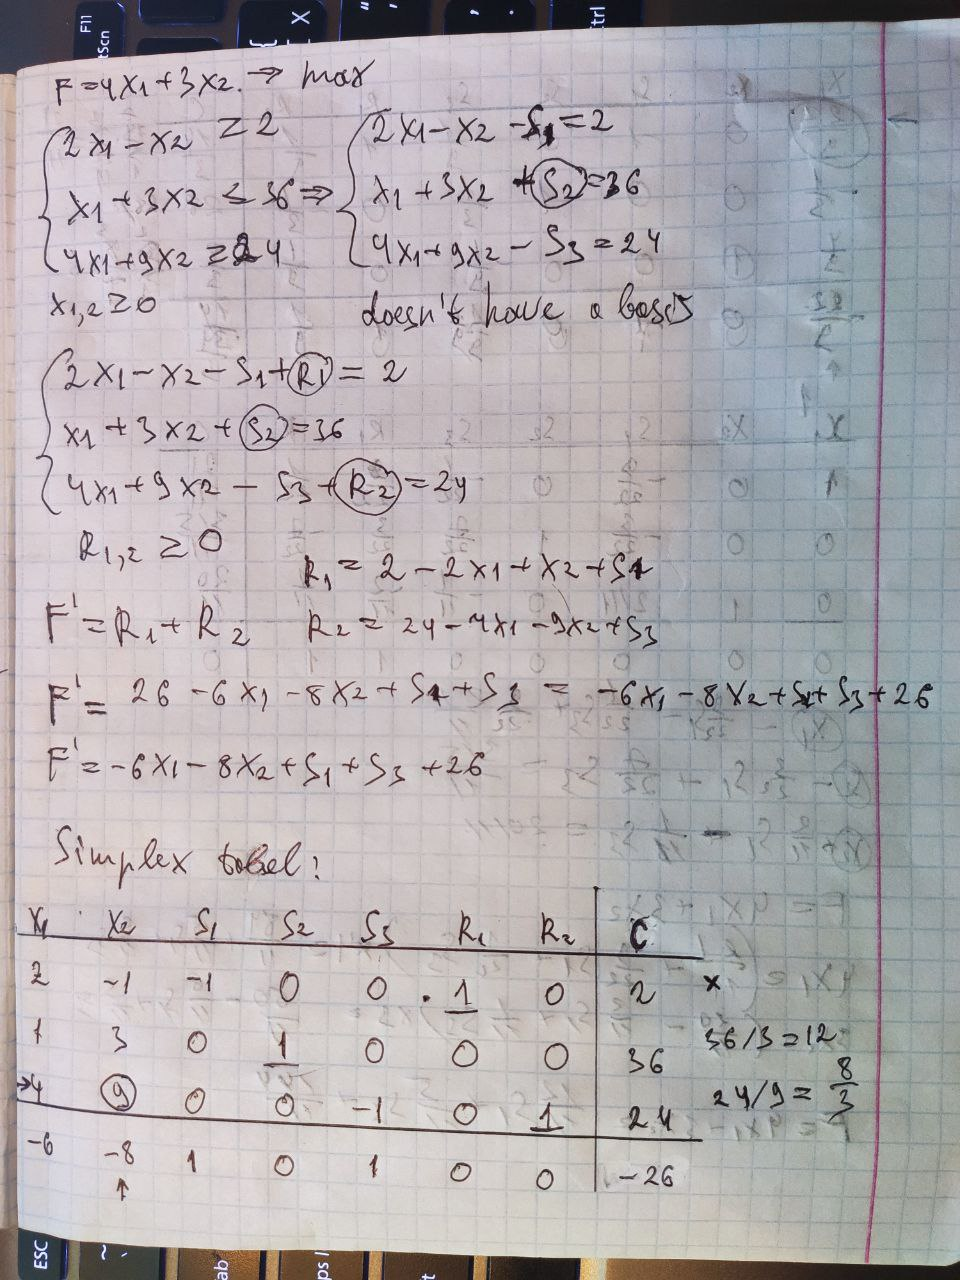 F = 4x1 + 3x2. → max
2x1 - x2 ≥ 2
x1 + 3x2 ≤ 36 ⇒
4x1 + 9x2 ≥ 24
x1,2 ≥ 0
2x1 - x2 - S1 = 2
x1 + 3x2 + S2 = 36
4x1 + 9x2 - S3 = 24
doesn't have a basis
2x1 - x2 - S1 + R1 = 2
x1 + 3x2 + S2 = 36
4x1 + 9x2 - S3 + R2 = 24
R1,2 ≥ 0
R1 = 2 - 2x1 + x2 + S1
F' = R1 + R2 R2 = 24 - 4x1 - 9x2 + S3
F' = 26 - 6x1 - 8x2 + S1 + S3 = -6x1 - 8x2 + S1 + S3 + 26
F' = -6x1 - 8x2 + S1 + S3 + 26
Simplex tabel:
x1 x2 S1 S2 S3 R1 R2 C
2 -1 -1 0 0 . 1 0 2 x
1 3 0 1 0 0 0 36 36/3 = 12
→4 9 0 0 -1 0 1 24 24/9 = 8/3
-6 -8 1 0 1 0 0 -26
↑
F11
ESC